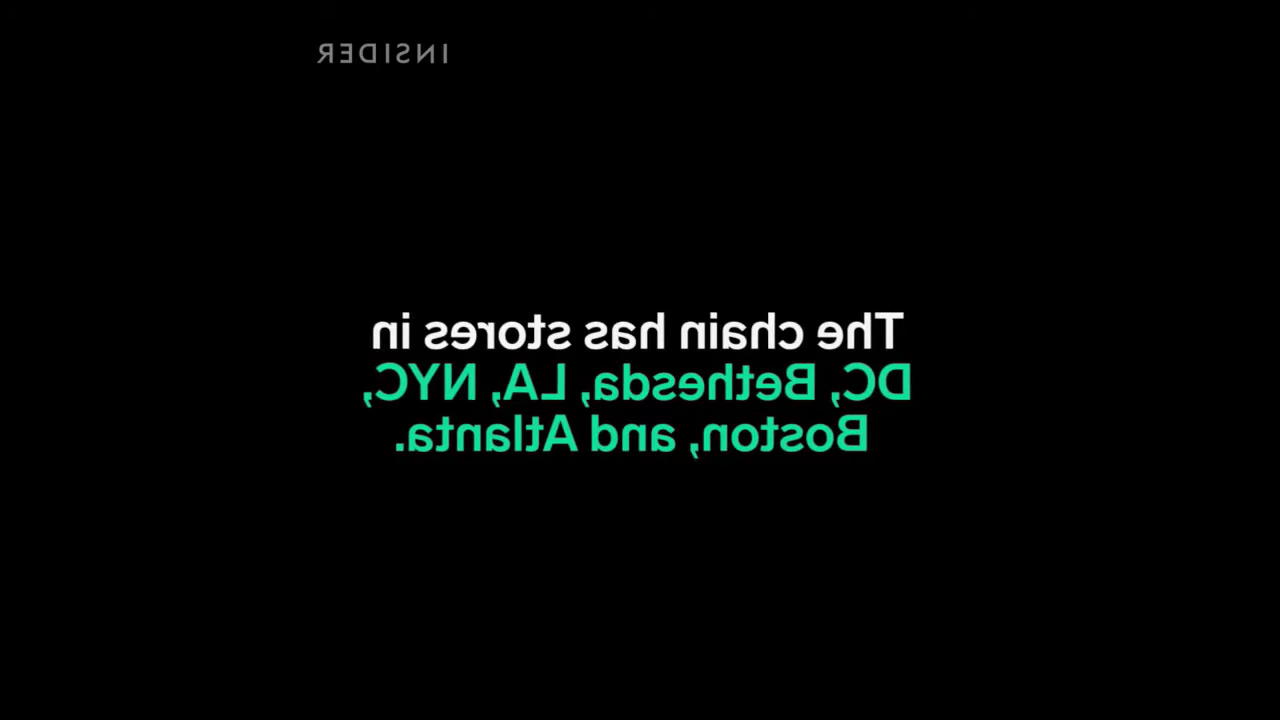 INSIDER
The chain has stores in
DC, Bethesda, LA, NYC,
Boston, and Atlanta.